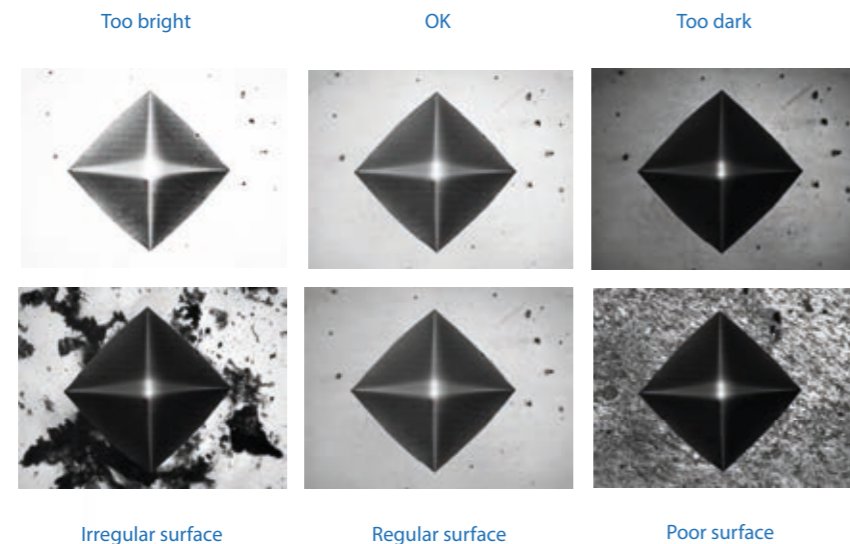 Too bright
OK
Too dark
Irregular surface
Regular surface
Poor surface